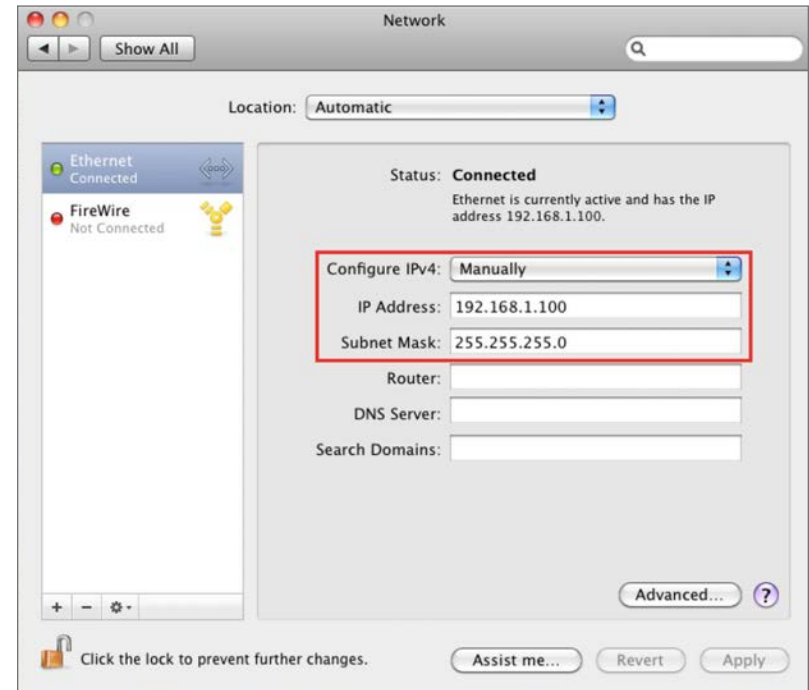 Network
Show All
Location: Automatic
Ethernet
Connected
FireWire
Not Connected
Status: Connected
Ethernet is currently active and has the IP
address 192.168.1.100.
Configure IPv4: Manually
IP Address: 192.168.1.100
Subnet Mask: 255.255.255.0
Router:
DNS Server:
Search Domains:
Advanced... ?
Click the lock to prevent further changes.
Assist me... Revert Apply